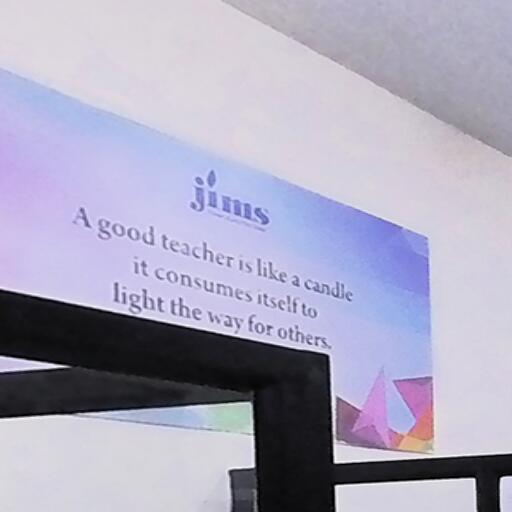 jims
A good teacher is like a candle
it consumes itself to
light the way for others.